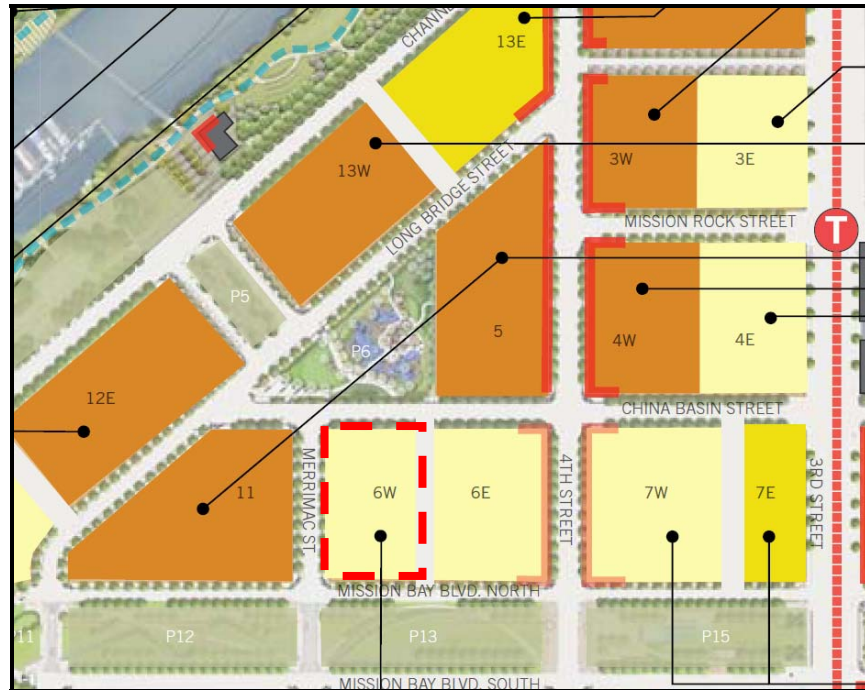 CHANNEL
13E
3W
3E
13W
LONG BRIDGE STREET
MISSION ROCK STREET
T
P5
5
P6
4W
4E
12E
CHINA BASIN STREET
11
MERRIMAC ST.
6W
6E
4TH STREET
7W
7E
3RD STREET
MISSION BAY BLVD. NORTH
P11
P12
P13
P15
MISSION BAY BLVD. SOUTH